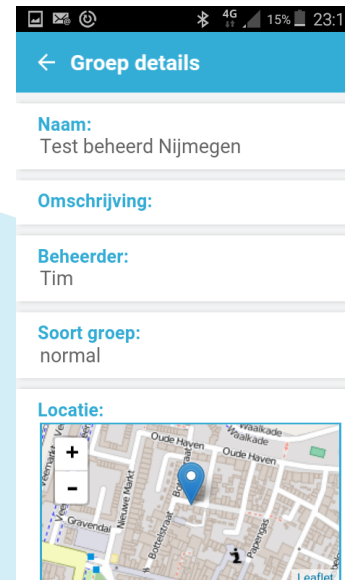 4G 15% 23:1
Groep details
Naam:
Test beheerd Nijmegen
Omschrijving:
Beheerder:
Tim
Soort groep:
normal
Locatie:
+
-
Waalkade
Waalkade
Oude Haven
Oude Haven
Gravendal
Nieuwe Markt
Bottelstraat
Papengas
Leaflet